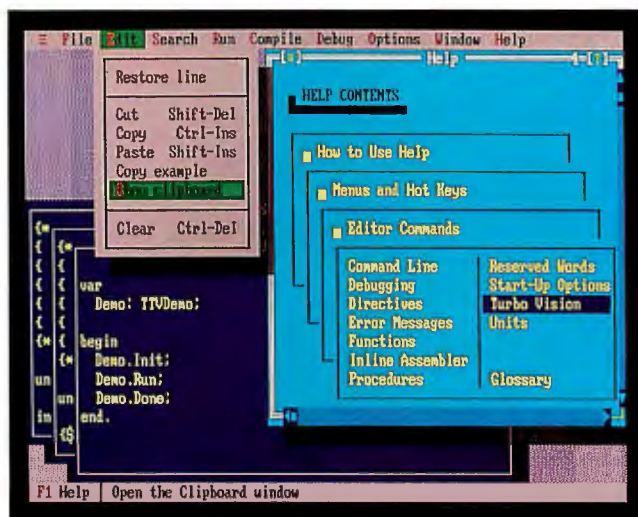 ≡ File Edit Search Run Compile Debug Options Window Help
Restore line
Cut Shift-Del
Copy Ctrl-Ins
Paste Shift-Ins
Copy example
Show clipboard
Clear Ctrl-Del
[■] Help 4=[↑]
HELP CONTENTS
How to Use Help
Menus and Hot Keys
Editor Commands
Command Line Reserved Words
Debugging Start-Up Options
Directives Turbo Vision
Error Messages Units
Functions
Inline Assembler
Procedures Glossary
{* {*
{ {
{ { var
{ { Demo: TTVDemo;
{ {
{* { begin
{* Demo.Init;
un Demo.Run;
un Demo.Done;
in end.
{$
F1 Help Open the Clipboard window